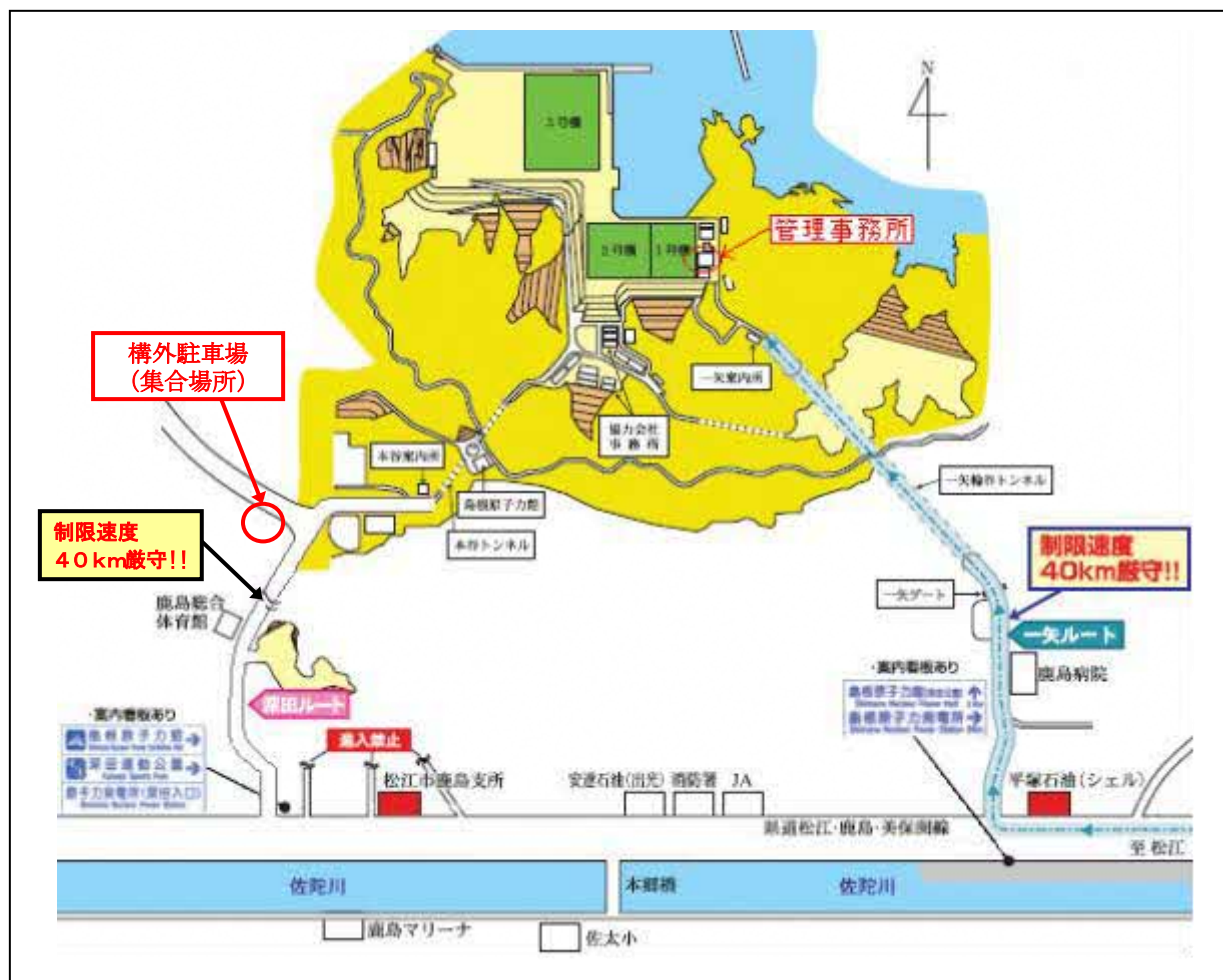 N
3号機
管理事務所
2号機
1号機
構外駐車場
(集合場所)
一矢案内所
協力会社
事務所
本谷案内所
島根原子力館
本谷トンネル
一矢輪谷トンネル
制限速度
40km厳守!!
制限速度
40km厳守!!
一矢ゲート
鹿島総合
体育館
一矢ルート
・案内看板あり
鹿島病院
島根原子力館
島根原子力発電所
深田ルート
・案内看板あり
島根原子力館
深田運動公園
原子力発電所(深田入口)
進入禁止
松江市鹿島支所
安達石油(出光)
消防署
JA
平塚石油(シェル)
県道松江・鹿島・美保関線
至 松江
佐陀川
本郷橋
佐陀川
鹿島マリーナ
佐太小